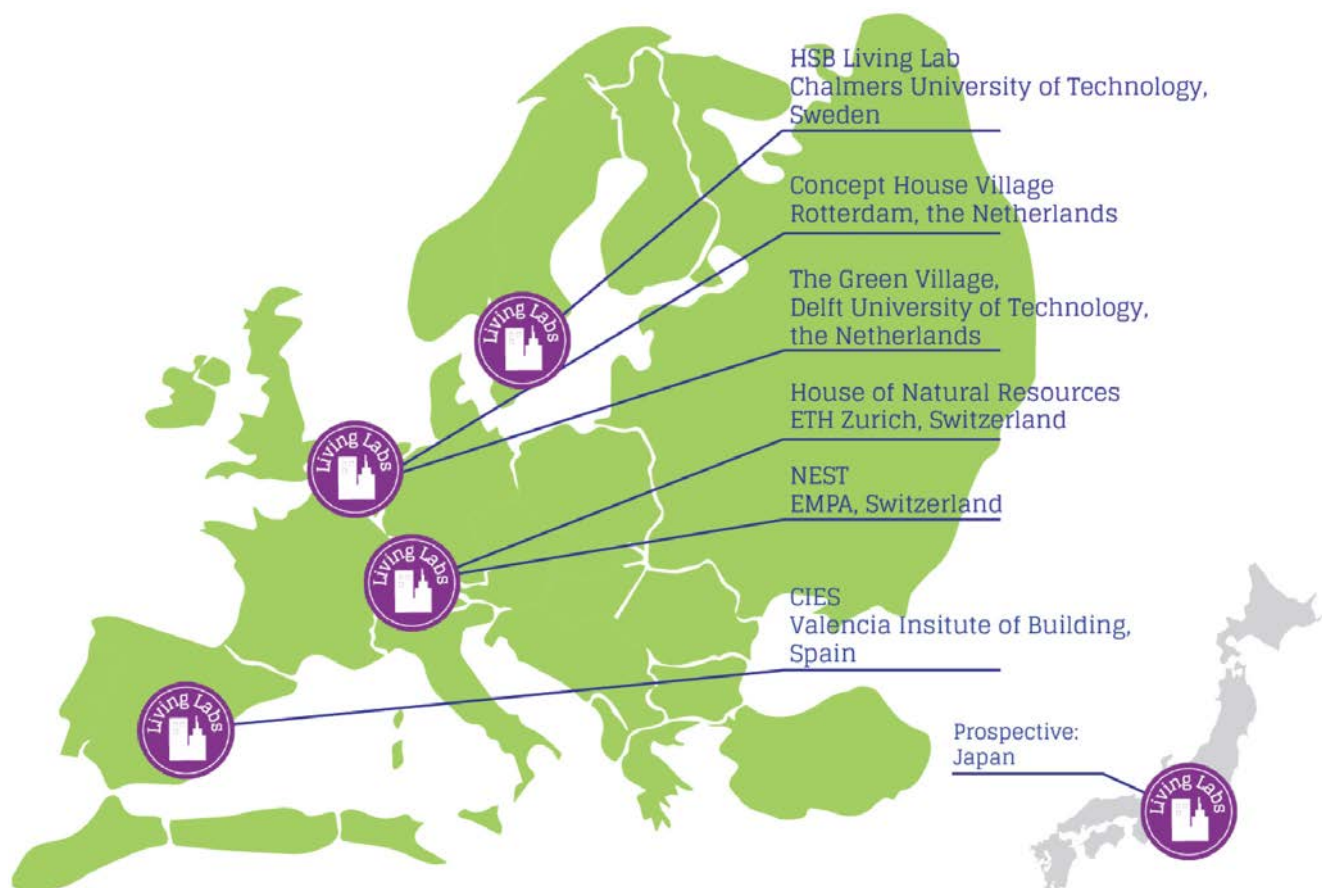 HSB Living Lab
Chalmers University of Technology,
Sweden
Concept House Village
Rotterdam, the Netherlands
The Green Village,
Delft University of Technology,
the Netherlands
House of Natural Resources
ETH Zurich, Switzerland
NEST
EMPA, Switzerland
CIES
Valencia Insitute of Building,
Spain
Prospective:
Japan
Living Labs
Living Labs
Living Labs
Living Labs
Living Labs